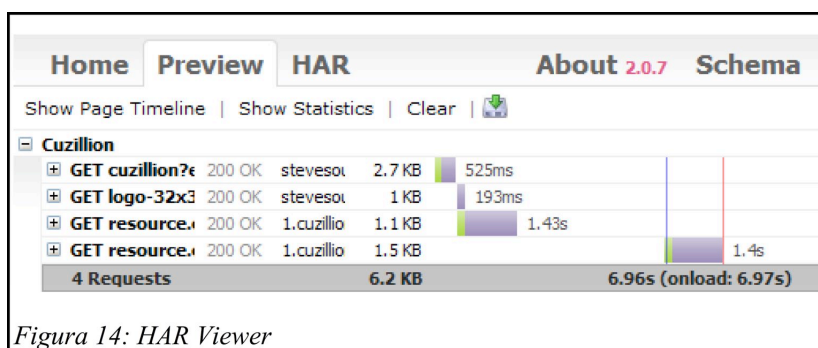 Home Preview HAR About 2.0.7 Schema
Show Page Timeline | Show Statistics | Clear |
Cuzillion
GET cuzillion?e 200 OK stevesou 2.7 KB 525ms
GET logo-32x3 200 OK stevesou 1 KB 193ms
GET resource.c 200 OK 1.cuzillio 1.1 KB 1.43s
GET resource.c 200 OK 1.cuzillio 1.5 KB 1.4s
4 Requests 6.2 KB 6.96s (onload: 6.97s)
Figura 14: HAR Viewer